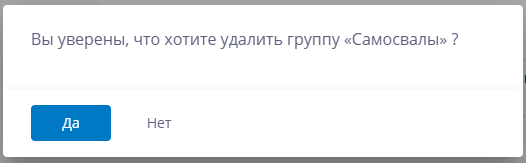 Вы уверены, что хотите удалить группу «Самосвалы» ?
Да
Нет